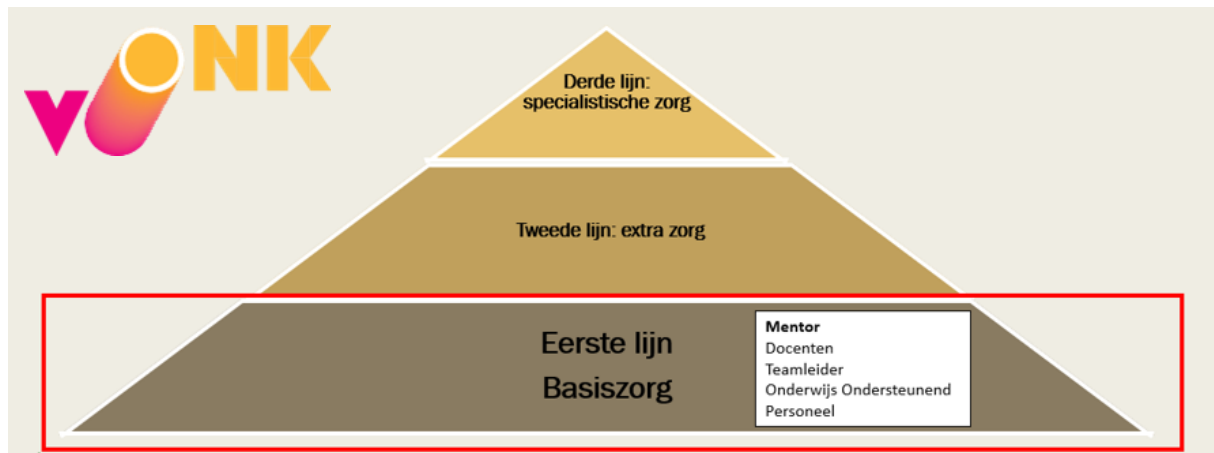 VONK
Derde lijn:
specialistische zorg
Tweede lijn: extra zorg
Eerste lijn
Basiszorg
Mentor
Docenten
Teamleider
Onderwijs Ondersteunend
Personeel